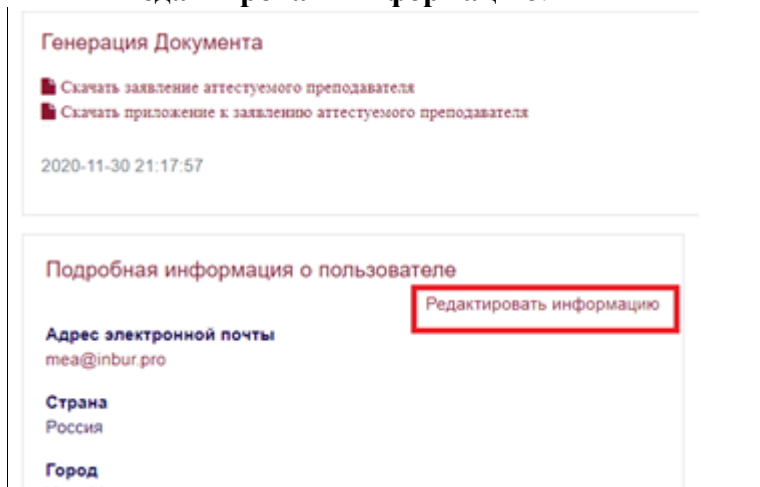 Генерация Документа
Скачать заявление аттестуемого преподавателя
Скачать приложение к заявлению аттестуемого преподавателя
2020-11-30 21:17:57
Подробная информация о пользователе
Редактировать информацию
Адрес электронной почты
mea@inbur.pro
Страна
Россия
Город